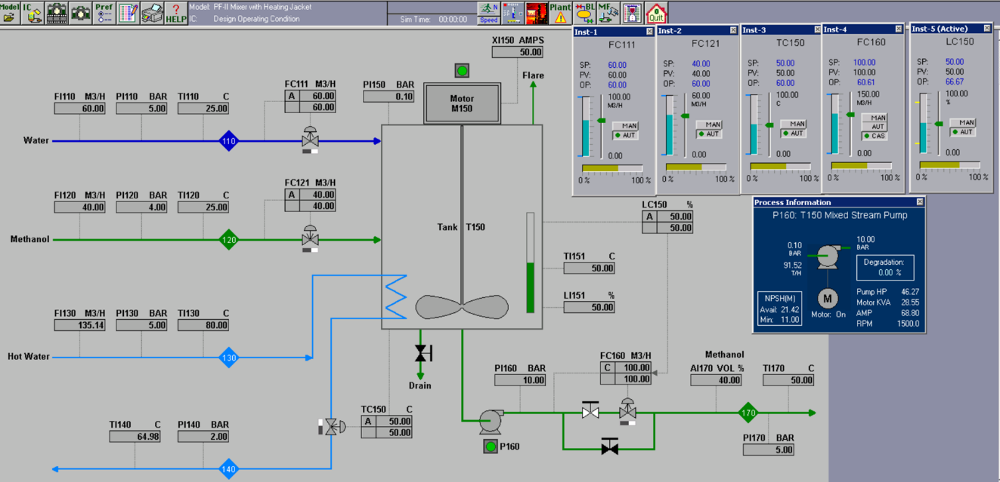 Model IC Pref HELP
Model: PF-II Mixer with Heating Jacket
IC: Design Operating Condition
Sim Time: 00:00:00
Speed Plant BL MF Quit
Inst-1
FC111
SP: 60.00
PV: 60.00
OP: 60.00
100.00
M3/H
MAN
AUT
0.00
0 % 100 %
Inst-2
FC121
SP: 40.00
PV: 40.00
OP: 60.00
60.00
M3/H
MAN
AUT
0.00
0 % 100 %
Inst-3
TC150
SP: 50.00
PV: 50.00
OP: 60.00
100.00
C
MAN
AUT
0.00
0 % 100 %
Inst-4
FC160
SP: 100.00
PV: 100.00
OP: 60.61
150.00
M3/H
MAN
AUT
CAS
0.00
0 % 100 %
Inst-5 (Active)
LC150
SP: 50.00
PV: 50.00
OP: 66.67
100.00
%
MAN
AUT
0.00
0 % 100 %
XI150 AMPS
50.00
Flare
Motor
M150
PI150 BAR
0.10
FI110 M3/H
60.00
PI110 BAR
5.00
TI110 C
25.00
FC111 M3/H
A 60.00
60.00
Water
110
FI120 M3/H
40.00
PI120 BAR
4.00
TI120 C
25.00
FC121 M3/H
A 40.00
40.00
Methanol
120
Tank T150
LC150 %
A 50.00
50.00
TI151 C
50.00
LI151 %
50.00
Process Information
P160: T150 Mixed Stream Pump
0.10
BAR
91.52
T/H
10.00
BAR
Degradation:
0.00 %
NPSH(M)
Avail: 21.42
Min: 11.00
M
Motor: On
Pump HP 46.27
Motor KVA 28.55
AMP 68.80
RPM 1500.0
FI130 M3/H
135.14
PI130 BAR
5.00
TI130 C
80.00
Hot Water
130
Drain
PI160 BAR
10.00
FC160 M3/H
C 100.00
100.00
Methanol
AI170 VOL %
40.00
TI170 C
50.00
170
PI170 BAR
5.00
P160
TC150 C
A 50.00
50.00
TI140 C
64.98
PI140 BAR
2.00
140